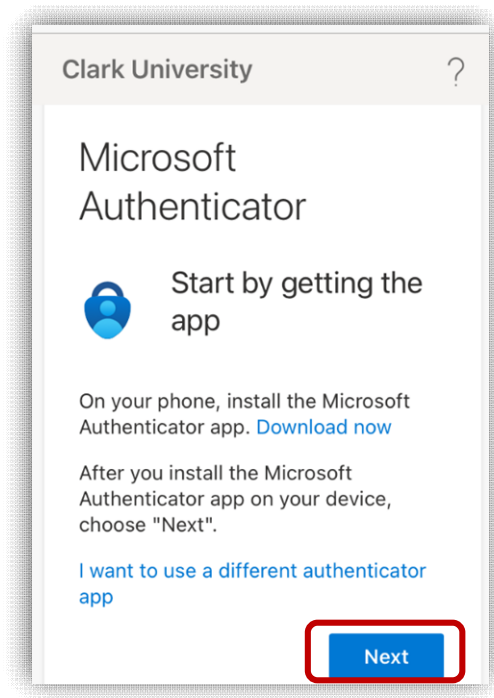 Clark University ?
Microsoft
Authenticator
Start by getting the
app
On your phone, install the Microsoft
Authenticator app. Download now
After you install the Microsoft
Authenticator app on your device,
choose "Next".
I want to use a different authenticator
app
Next